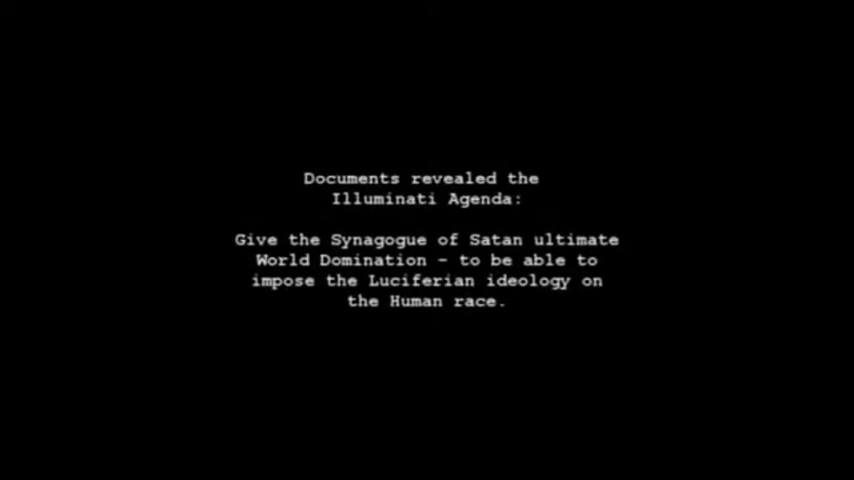 Documents revealed the
Illuminati Agenda:
Give the Synagogue of Satan ultimate
World Domination - to be able to
impose the Luciferian ideology on
the Human race.